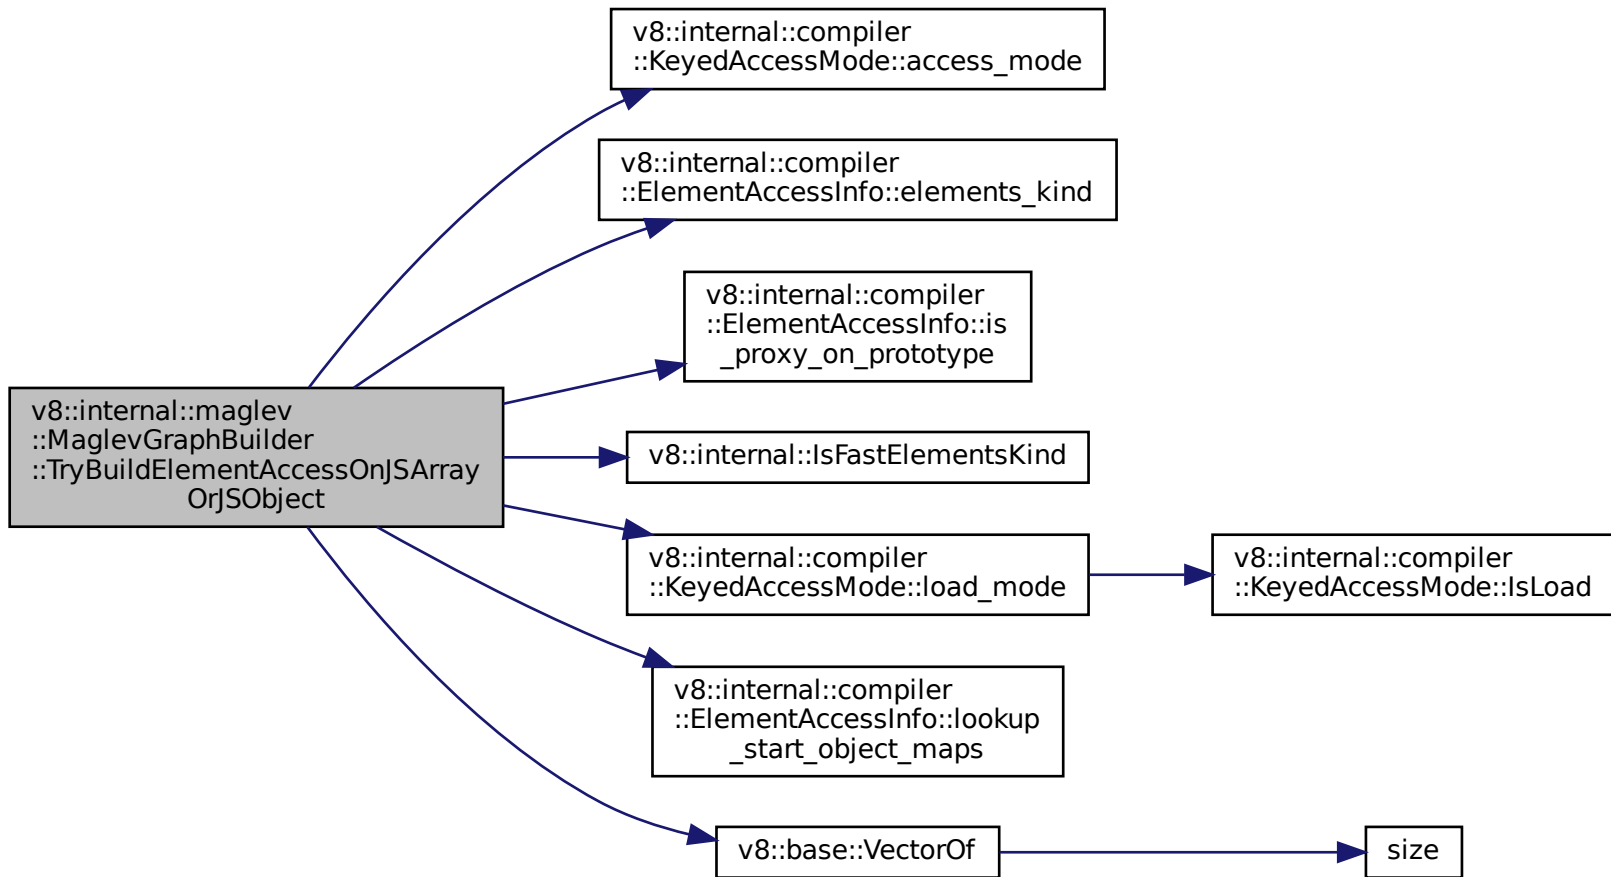 v8::internal::compiler
::KeyedAccessMode::access_mode
v8::internal::compiler
::ElementAccessInfo::elements_kind
v8::internal::compiler
::ElementAccessInfo::is
_proxy_on_prototype
v8::internal::maglev
::MaglevGraphBuilder
::TryBuildElementAccessOnJSArray
OrJSObject
v8::internal::IsFastElementsKind
v8::internal::compiler
::KeyedAccessMode::load_mode
v8::internal::compiler
::KeyedAccessMode::IsLoad
v8::internal::compiler
::ElementAccessInfo::lookup
_start_object_maps
v8::base::VectorOf
size